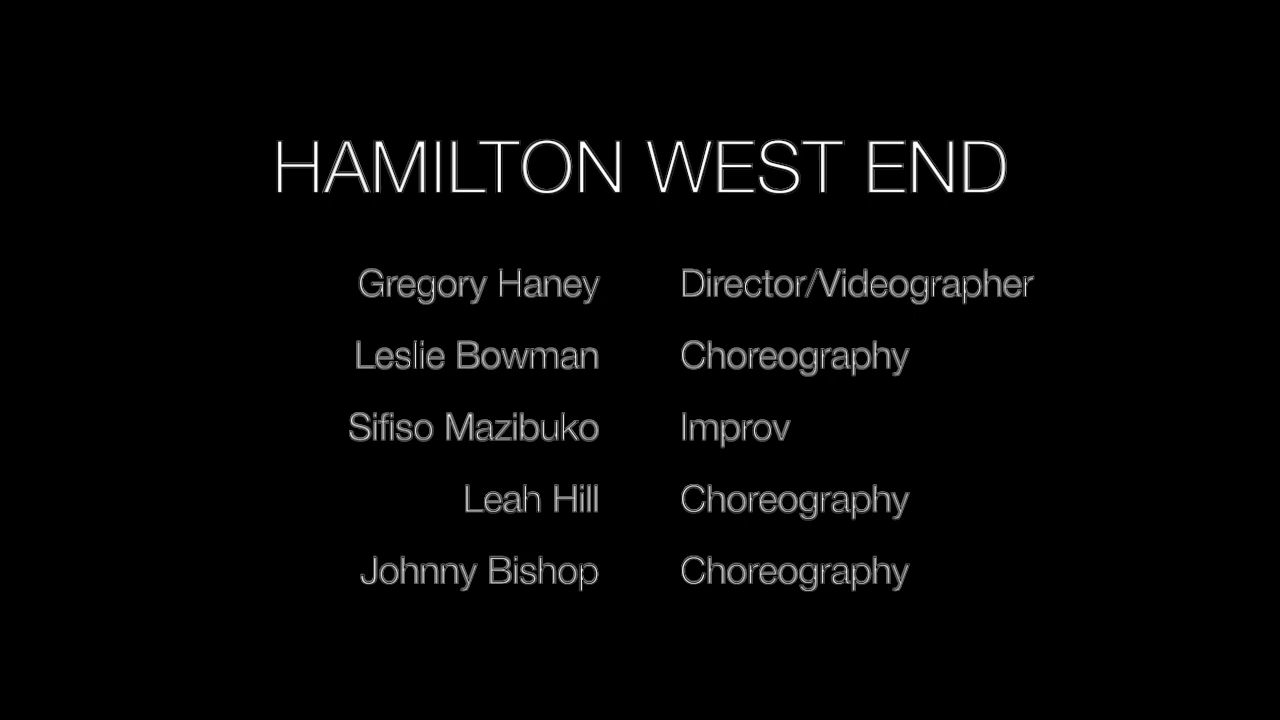 HAMILTON WEST END
Gregory Haney Director/Videographer
Leslie Bowman Choreography
Sifiso Mazibuko Improv
Leah Hill Choreography
Johnny Bishop Choreography